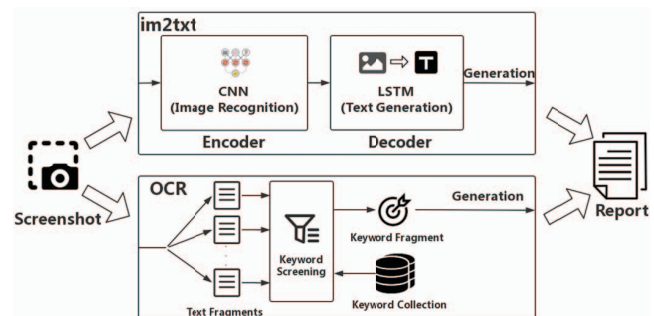 im2txt
CNN
(Image Recognition)
Encoder
T
LSTM
(Text Generation)
Decoder
Generation
Screenshot
OCR
Text Fragments
Keyword
Screening
Keyword Fragment
Keyword Collection
Generation
Report